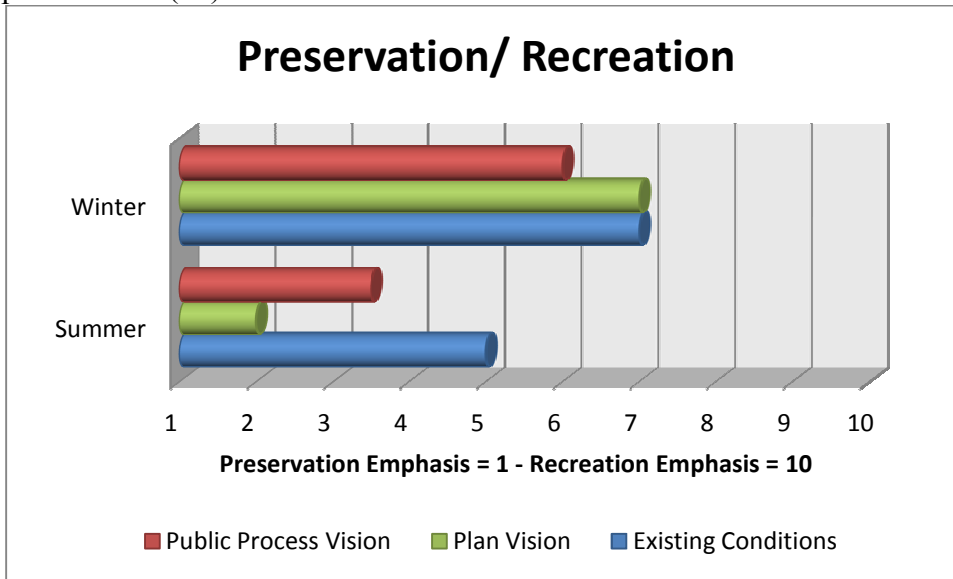 Preservation/ Recreation
Winter
Summer
1 2 3 4 5 6 7 8 9 10
Preservation Emphasis = 1 - Recreation Emphasis = 10
Public Process Vision Plan Vision Existing Conditions